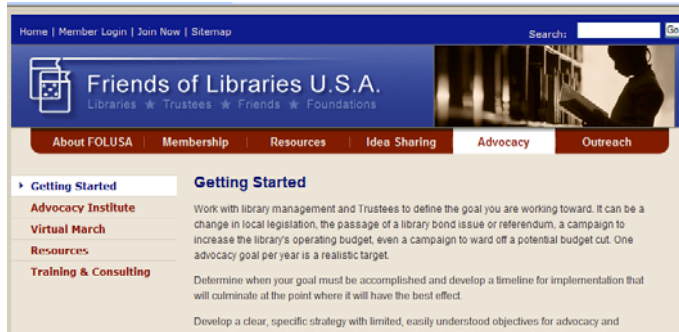 Home | Member Login | Join Now | Sitemap
Search:
Go
Friends of Libraries U.S.A.
Libraries ★ Trustees ★ Friends ★ Foundations
About FOLUSA | Membership | Resources | Idea Sharing Advocacy Outreach
Getting Started
Advocacy Institute
Virtual March
Resources
Training & Consulting
Getting Started
Work with library management and Trustees to define the goal you are working toward. It can be a
change in local legislation, the passage of a library bond issue or referendum, a campaign to
increase the library's operating budget, even a campaign to ward off a potential budget cut. One
advocacy goal per year is a realistic target.
Determine when your goal must be accomplished and develop a timeline for implementation that
will culminate at the point where it will have the best effect.
Develop a clear, specific strategy with limited, easily understood objectives for advocacy and